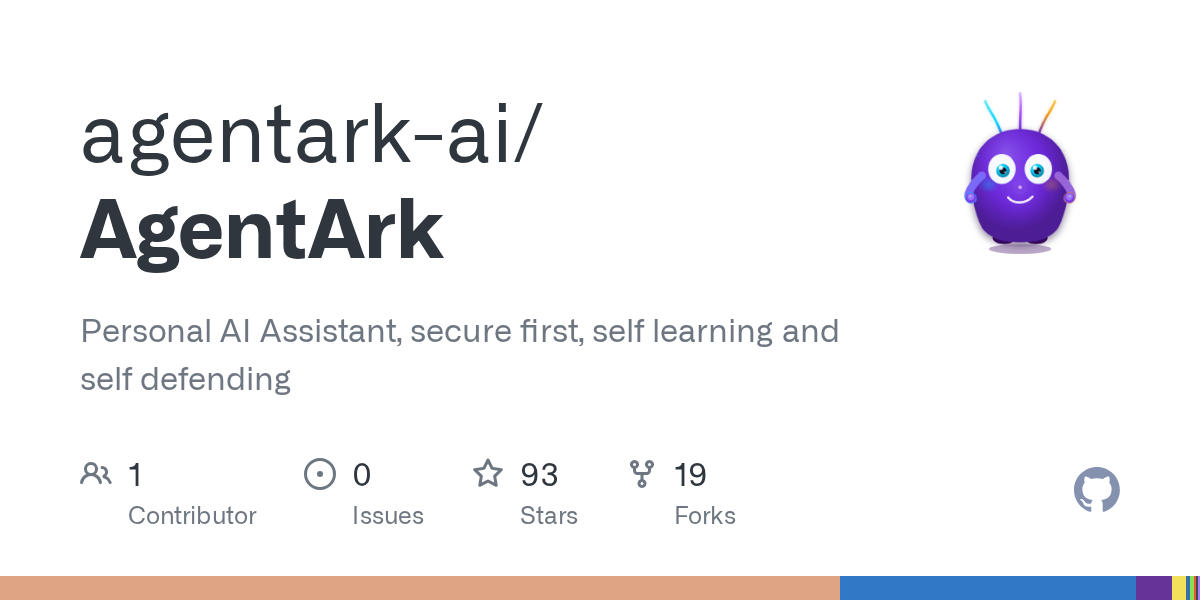 agentark-ai/
AgentArk
Personal AI Assistant, secure first, self learning and
self defending
1 0 93 19
Contributor Issues Stars Forks